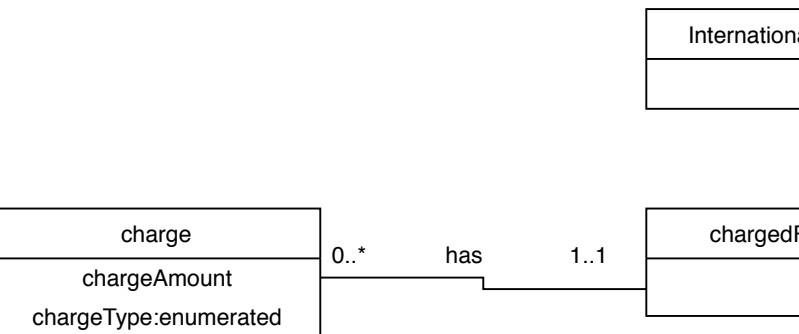 Internationa
charge
0..* has 1..1
chargedF
chargeAmount
chargeType:enumerated